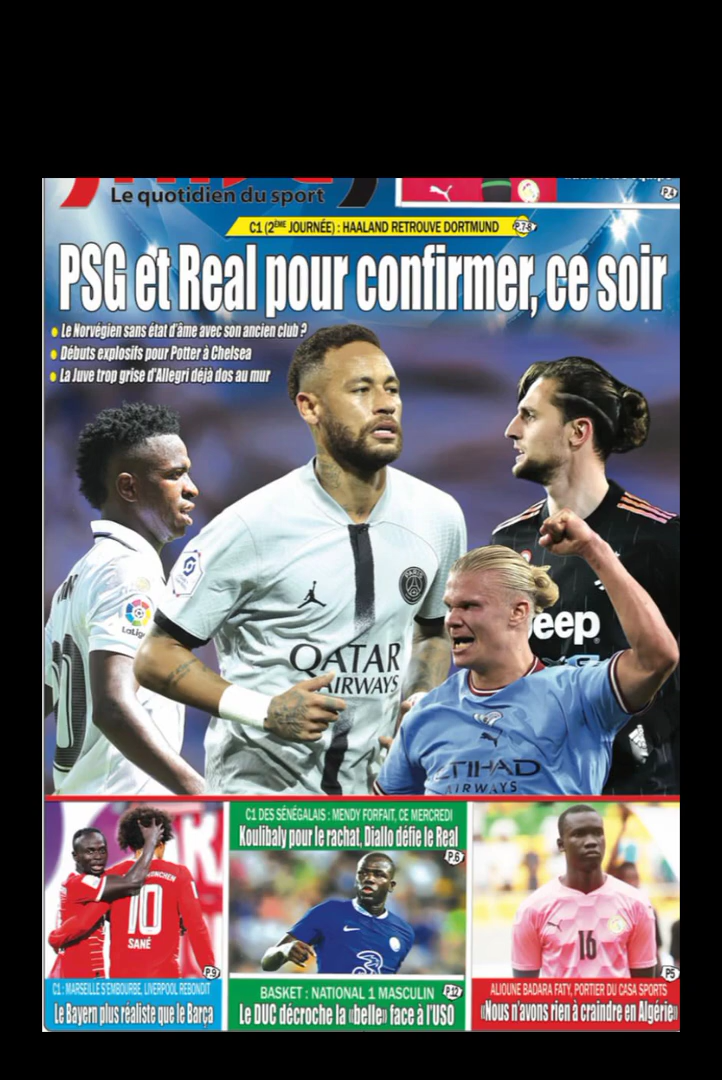 Le quotidien du sport
P.4
C1 (2ÈME JOURNÉE) : HAALAND RETROUVE DORTMUND
P.7-8
PSG et Real pour confirmer, ce soir
Le Norvégien sans état d'âme avec son ancien club ?
Débuts explosifs pour Potter à Chelsea
La Juve trop grise d'Allegri déjà dos au mur
LaLiga
PARIS
QATAR
AIRWAYS
Jeep
ETIHAD
AIRWAYS
10
SANÉ
P.9
C1 : MARSEILLE S'EMBOURBE, LIVERPOOL REBONDIT
Le Bayern plus réaliste que le Barça
C1 DES SÉNÉGALAIS : MENDY FORFAIT, CE MERCREDI
Koulibaly pour le rachat, Diallo défie le Real
P.6
3
BASKET : NATIONAL 1 MASCULIN
P.12
Le DUC décroche la «belle» face à l'USO
16
P5
ALIOUNE BADARA FATY, PORTIER DU CASA SPORTS
«Nous n'avons rien à craindre en Algérie»